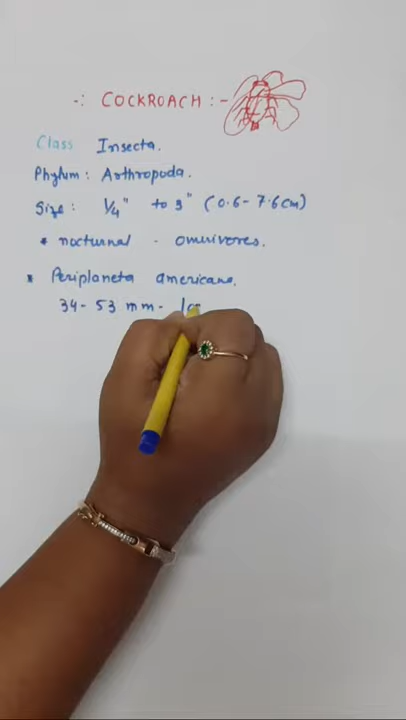 -: COCKROACH :-
Class Insecta.
Phylum: Arthropoda.
Size: 1/4" to 3" (0.6 - 7.6 cm)
* nocturnal - omnivores.
* Periplaneta americana.
34 - 53 mm -